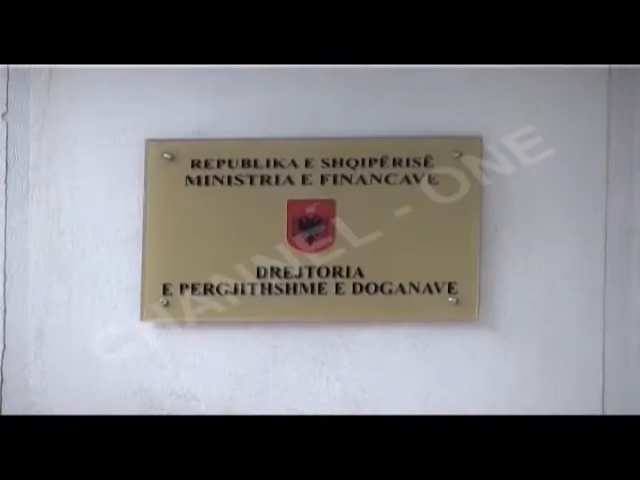 REPUBLIKA E SHQIPËRISË
MINISTRIA E FINANCAVE
DREJTORIA
E PERGJITHSHME E DOGANAVE
CHANNEL - ONE